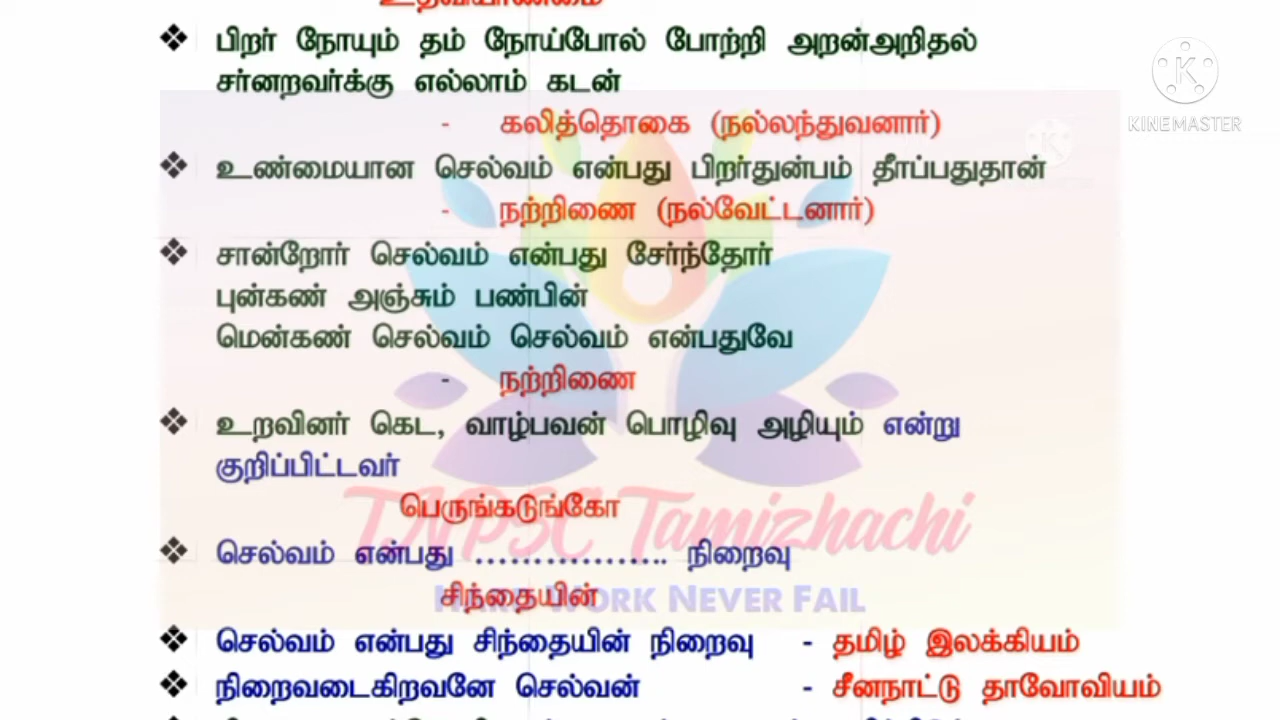 உதவியாண்மை
❖ பிறர் நோயும் தம் நோய்போல் போற்றி அறன்அறிதல்
சர்னறவர்க்கு எல்லாம் கடன்
- கலித்தொகை (நல்லந்துவனார்)
KINEMASTER
❖ உண்மையான செல்வம் என்பது பிறர்துன்பம் தீர்ப்பதுதான்
- நற்றிணை (நல்வேட்டனார்)
❖ சான்றோர் செல்வம் என்பது சேர்ந்தோர்
புன்கண் அஞ்சும் பண்பின்
மென்கண் செல்வம் செல்வம் என்பதுவே
- நற்றிணை
❖ உறவினர் கெட, வாழ்பவன் பொழிவு அழியும் என்று
குறிப்பிட்டவர்
பெருங்கடுங்கோ
TNPSC Tamizhachi
❖ செல்வம் என்பது ................. நிறைவு
சிந்தையின்
HARD WORK NEVER FAIL
❖ செல்வம் என்பது சிந்தையின் நிறைவு - தமிழ் இலக்கியம்
❖ நிறைவடைகிறவனே செல்வன் - சீனநாட்டு தாவோவியம்